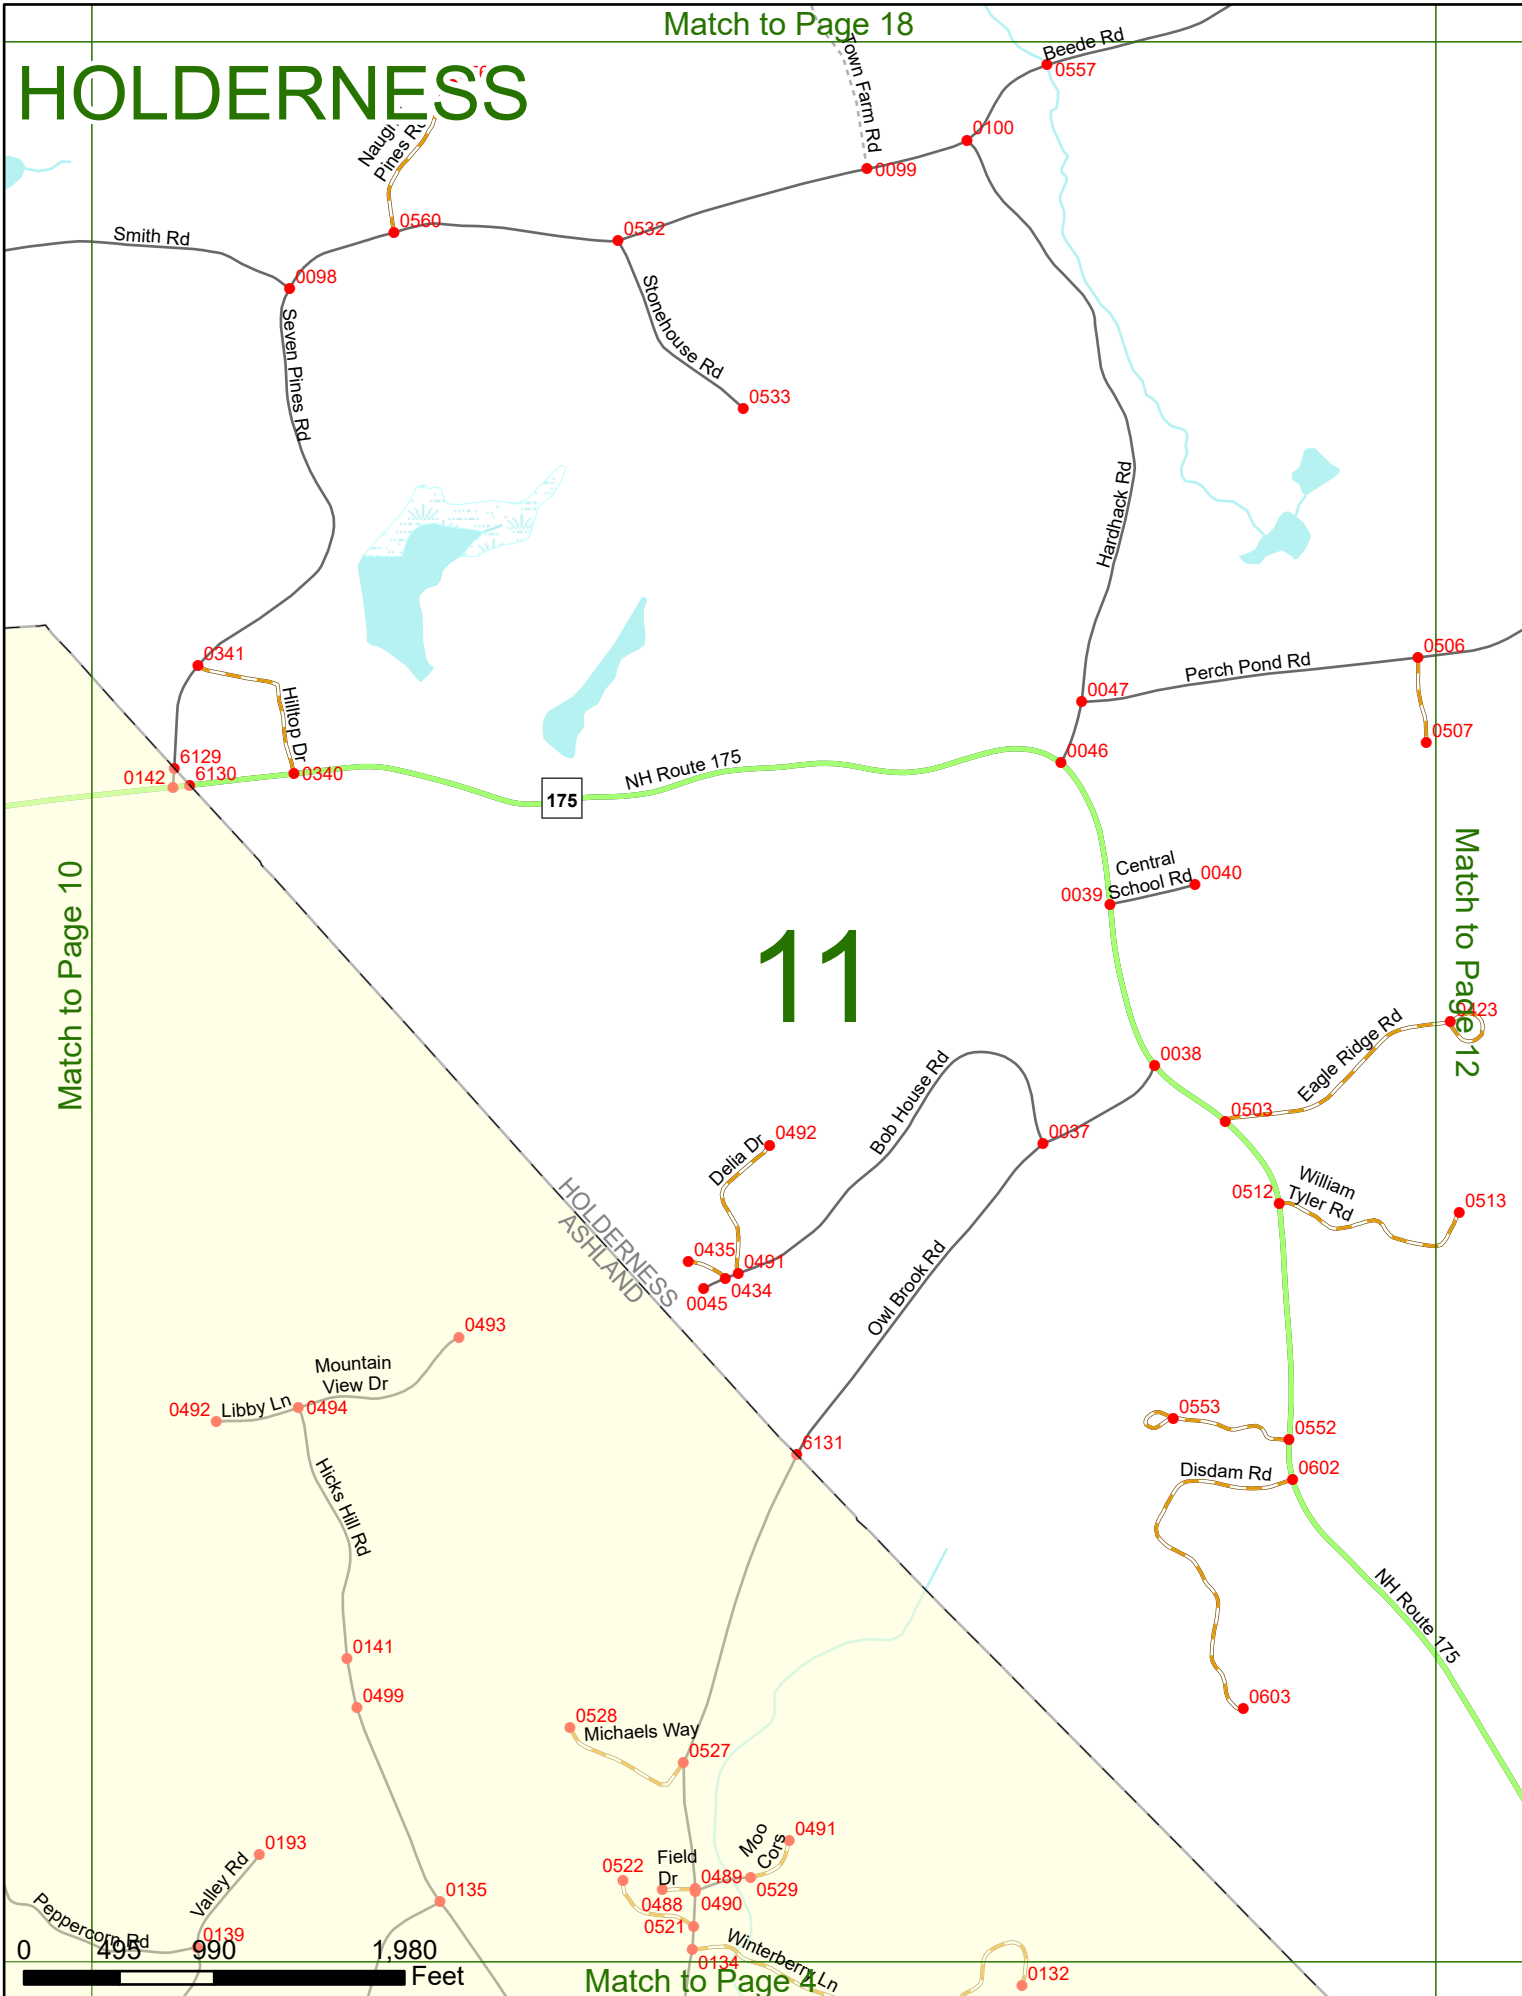 Match to Page 18
HOLDERNESS
Beede Rd
0557
Town Farm Rd
0100
0099
Pines Rd
0560
0532
Smith Rd
0098
Stonehouse Rd
Seven Pines Rd
0533
Hardhack Rd
0341
0506
Perch Pond Rd
Hilltop Dr
0047
0507
6129
0046
0142
6130
0340
NH Route 175
175
Match to Page 10
Match to Page 12
Central
School Rd
0040
0039
11
0423
Eagle Ridge Rd
0038
Bob House Rd
0503
0037
0492
Delia Dr
William
Tyler Rd
0512
0513
HOLDERNESS
ASHLAND
0435
0491
0434
0045
Owl Brook Rd
0493
Mountain
View Dr
0492
Libby Ln
0494
0553
0552
6131
Disdam Rd
0602
Hicks Hill Rd
NH Route 175
0141
0499
0603
0528
Michaels Way
0527
0193
Valley Rd
0491
Moo
Cors
Field
Dr
0522
0489
0529
0488
0490
0135
0521
Peppercorn Rd
0139
0134
Winterberry Ln
0132
0 495 990 1,980
Feet
Match to Page 4